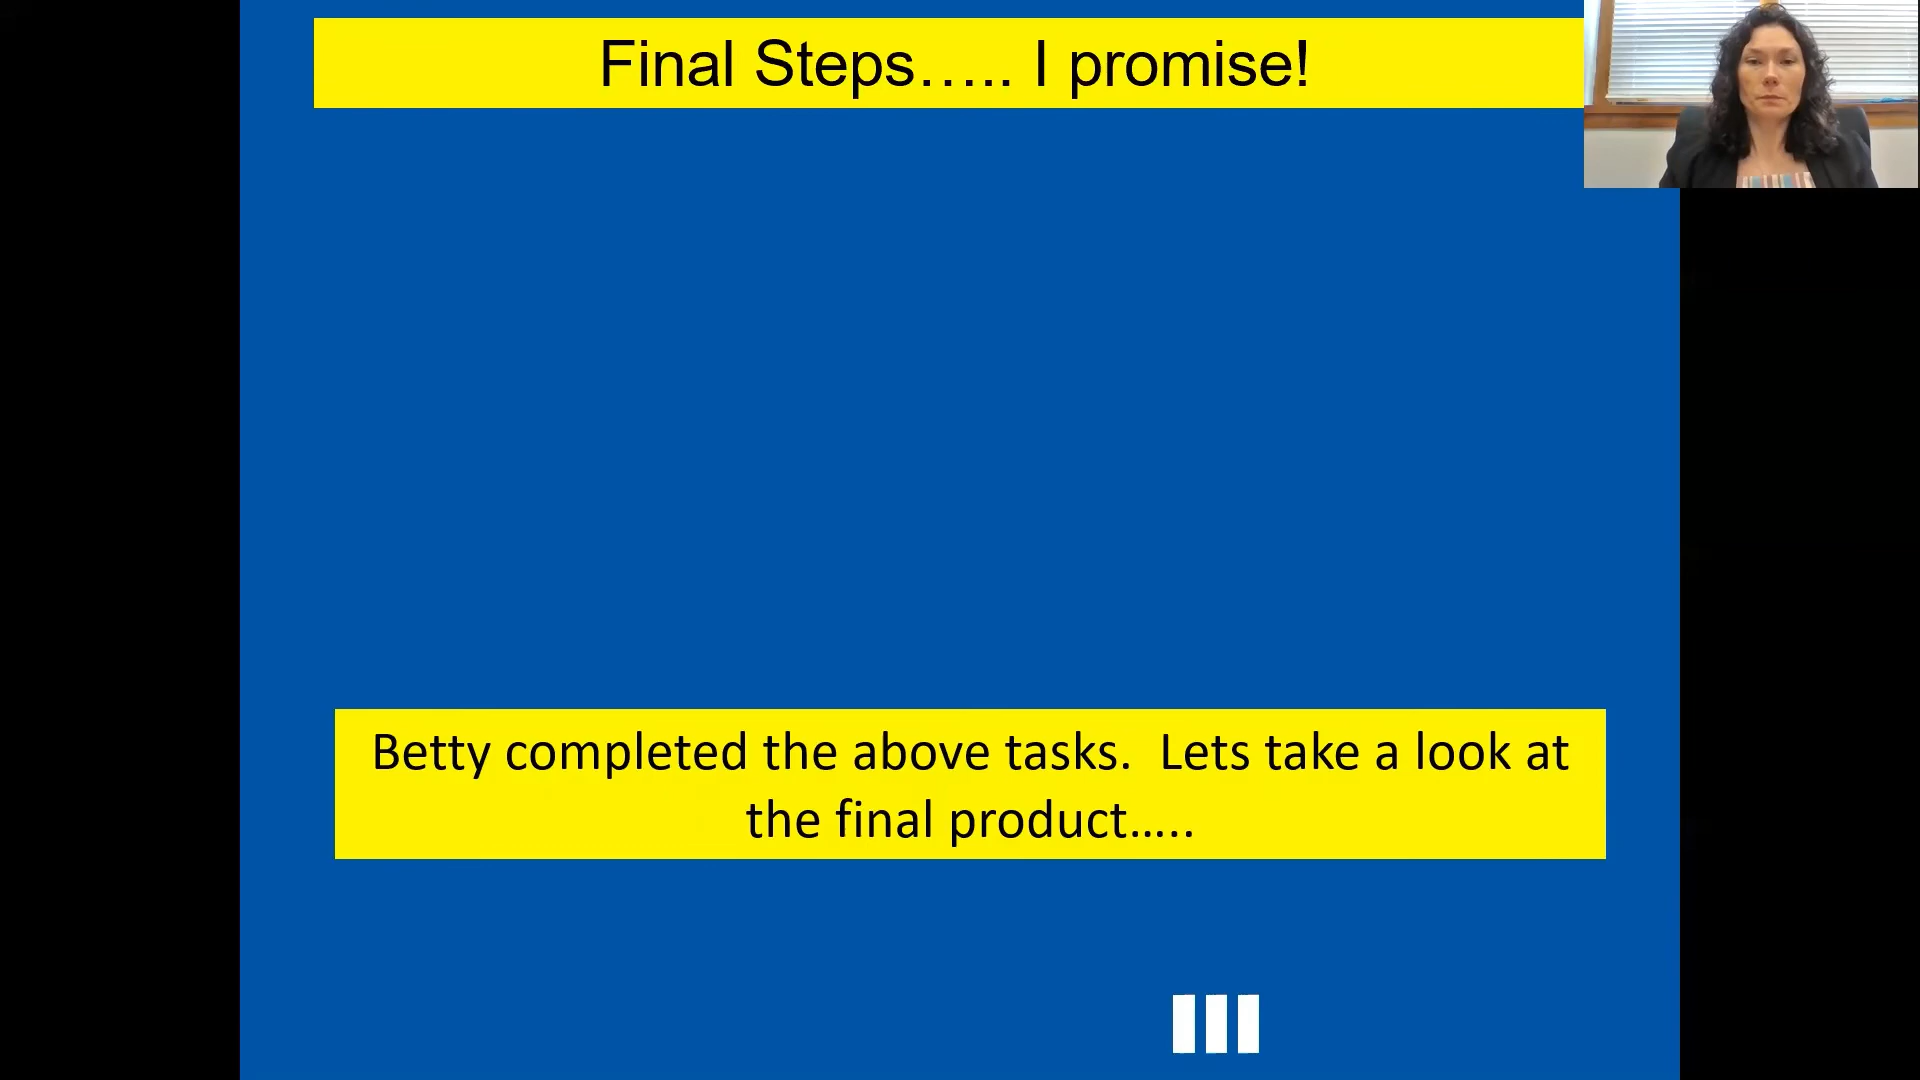 Final Steps..... I promise!
Betty completed the above tasks.  Lets take a look at
the final product.....